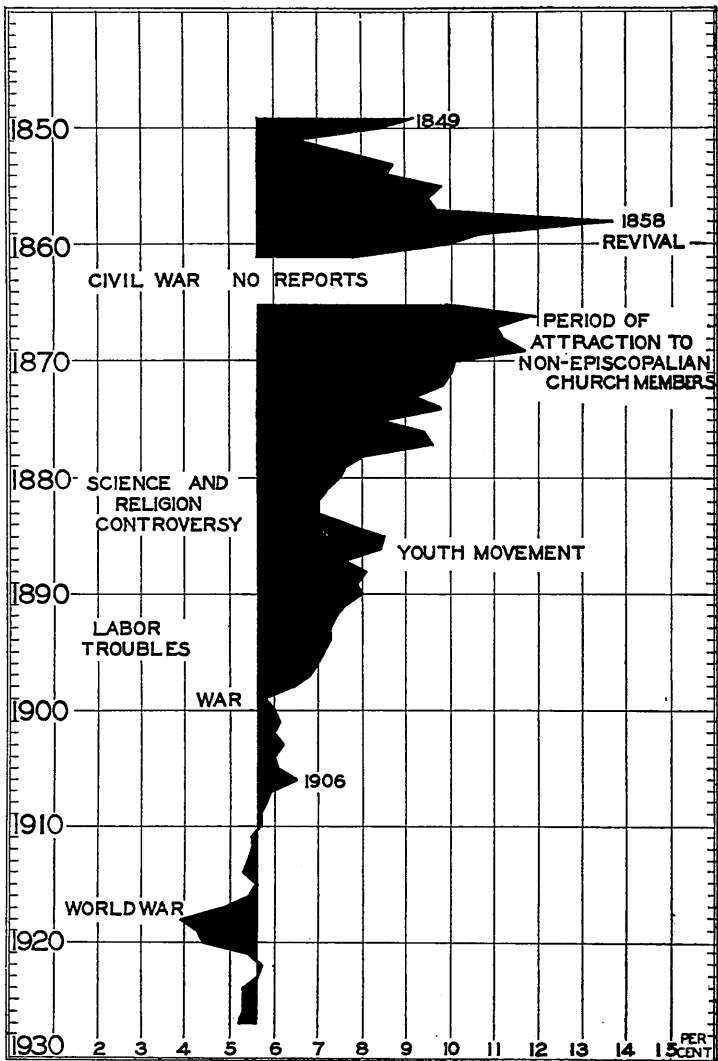 1849
1850
1858
REVIVAL
1860
CIVIL WAR NO REPORTS
PERIOD OF
ATTRACTION TO
NON-EPISCOPALIAN
CHURCH MEMBERS
1870
1880
SCIENCE AND
RELIGION
CONTROVERSY
YOUTH MOVEMENT
1890
LABOR
TROUBLES
WAR
1900
1906
1910
WORLD WAR
1920
1930 2 3 4 5 6 7 8 9 10 11 12 13 14 15 PER CENT